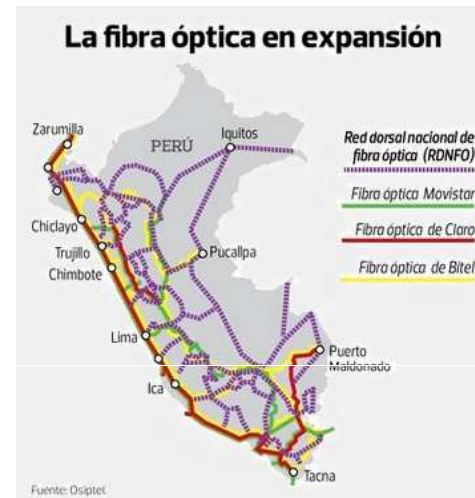 La fibra óptica en expansión
Zarumilla
PERÚ
Iquitos
Red dorsal nacional de
fibra óptica (RDNFO)
Fibra óptica Movistar
Fibra óptica de Claro
Fibra óptica de Bitel
Chiclayo
Trujillo
Chimbote
Pucallpa
Lima
Puerto
Maldonado
Ica
Tacna
Fuente: Osiptel